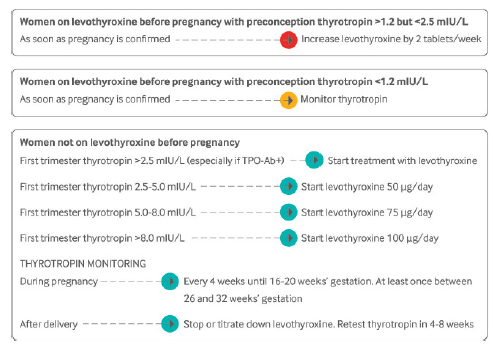 Women on levothyroxine before pregnancy with preconception thyrotropin >1.2 but <2.5 mIU/L
As soon as pregnancy is confirmed Increase levothyroxine by 2 tablets/week
Women on levothyroxine before pregnancy with preconception thyrotropin <1.2 mIU/L
As soon as pregnancy is confirmed Monitor thyrotropin
Women not on levothyroxine before pregnancy
First trimester thyrotropin >2.5 mIU/L (especially if TPO-Ab+) Start treatment with levothyroxine
First trimester thyrotropin 2.5-5.0 mIU/L Start levothyroxine 50 μg/day
First trimester thyrotropin 5.0-8.0 mIU/L Start levothyroxine 75 μg/day
First trimester thyrotropin >8.0 mIU/L Start levothyroxine 100 μg/day
THYROTROPIN MONITORING
During pregnancy Every 4 weeks until 16-20 weeks' gestation. At least once between
26 and 32 weeks' gestation
After delivery Stop or titrate down levothyroxine. Retest thyrotropin in 4-8 weeks